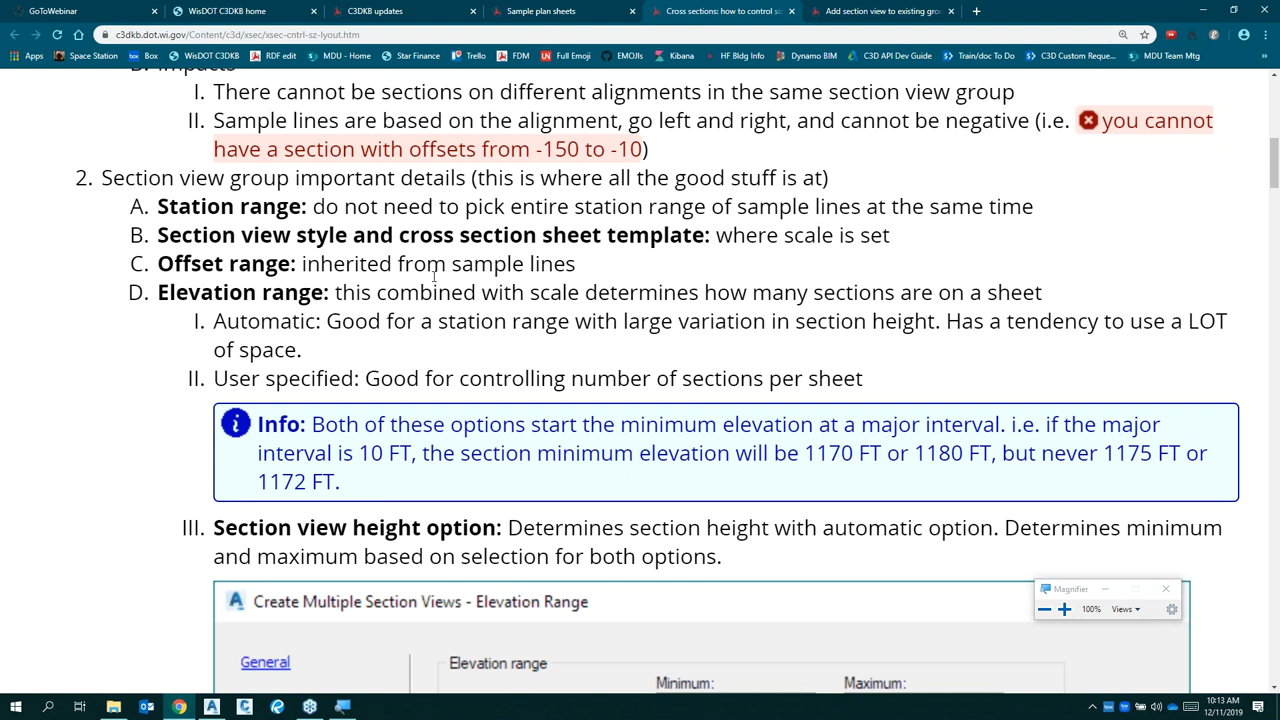 GoToWebinar
WisDOT C3DKB home
C3DKB updates
Sample plan sheets
Cross sections: how to control si
Add section view to existing gro
c3dkb.dot.wi.gov/Content/c3d/xsec/xsec-cntrl-sz-lyout.htm
Apps
Space Station
Box
WisDOT C3DKB
RDF edit
MDU - Home
Star Finance
Trello
FDM
Full Emoji
EMOJIs
Kibana
HF Bldg Info
Dynamo BIM
C3D API Dev Guide
Train/doc To Do
C3D Custom Reque...
MDU Team Mtg
B. Impacts
I. There cannot be sections on different alignments in the same section view group
II. Sample lines are based on the alignment, go left and right, and cannot be negative (i.e. you cannot
have a section with offsets from -150 to -10)
2. Section view group important details (this is where all the good stuff is at)
A. Station range: do not need to pick entire station range of sample lines at the same time
B. Section view style and cross section sheet template: where scale is set
C. Offset range: inherited from sample lines
D. Elevation range: this combined with scale determines how many sections are on a sheet
I. Automatic: Good for a station range with large variation in section height. Has a tendency to use a LOT
of space.
II. User specified: Good for controlling number of sections per sheet
Info: Both of these options start the minimum elevation at a major interval. i.e. if the major
interval is 10 FT, the section minimum elevation will be 1170 FT or 1180 FT, but never 1175 FT or
1172 FT.
III. Section view height option: Determines section height with automatic option. Determines minimum
and maximum based on selection for both options.
Create Multiple Section Views - Elevation Range
Magnifier
100%
Views
General
Elevation range
Minimum:
Maximum:
10:13 AM
12/11/2019